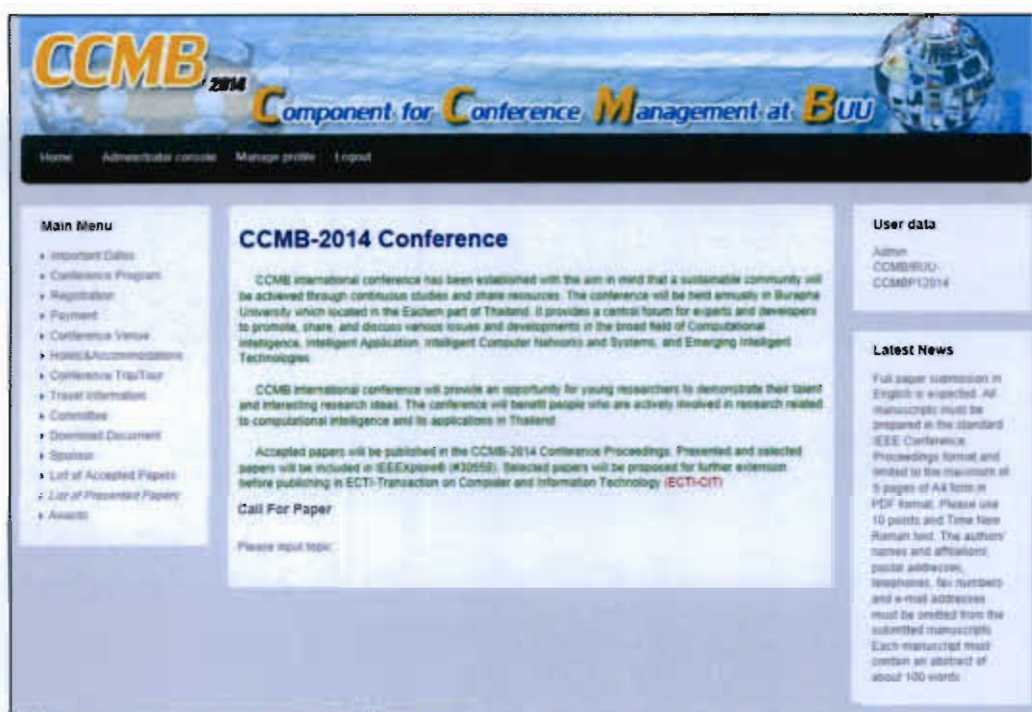 CCMB 2014
Component for Conference Management at BUU
Home Administrator console Manage profile Logout
Main Menu
Important Dates
Conference Program
Registration
Payment
Conference Venue
Hotels&Accommodations
Conference Trip/Tour
Travel Information
Committee
Download Document
Sponsor
List of Accepted Papers
List of Presented Papers
Awards
CCMB-2014 Conference
CCMB international conference has been established with the aim in mind that a sustainable community will
be achieved through continuous studies and share resources. The conference will be held annually in Burapha
University which located in the Eastern part of Thailand. It provides a central forum for experts and developers
to promote, share, and discuss various issues and developments in the broad field of Computational
Intelligence, Intelligent Application, Intelligent Computer Networks and Systems, and Emerging Intelligent
Technologies.
CCMB international conference will provide an opportunity for young researchers to demonstrate their talent
and interesting research ideas. The conference will benefit people who are actively involved in research related
to computational intelligence and its applications in Thailand
Accepted papers will be published in the CCMB-2014 Conference Proceedings. Presented and selected
papers will be included in IEEExplore® (#30558). Selected papers will be proposed for further extension
before publishing in ECTI-Transaction on Computer and Information Technology (ECTI-CIT)
Call For Paper
Please input topic
User data
Admin
CCMB/BUU-
CCMBP12014
Latest News
Full paper submission in
English is expected. All
manuscripts must be
prepared in the standard
IEEE Conference
Proceedings format and
limited to the maximum of
5 pages of A4 form in
PDF format. Please use
10 points and Time New
Roman font. The authors'
names and affiliations,
postal addresses,
telephones, fax numbers
and e-mail addresses
must be omitted from the
submitted manuscripts.
Each manuscript must
contain an abstract of
about 100 words